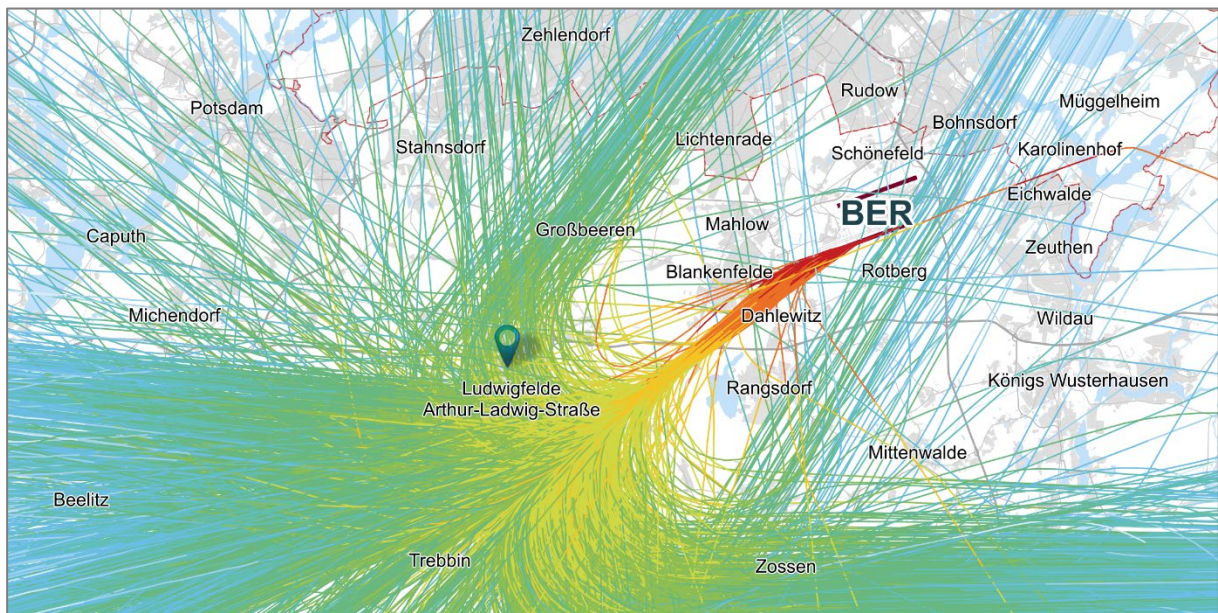 Zehlendorf
Rudow
Müggelheim
Potsdam
Bohnsdorf
Lichtenrade
Stahnsdorf
Schönefeld
Karolinenhof
Eichwalde
BER
Mahlow
Großbeeren
Caputh
Zeuthen
Blankenfelde
Rotberg
Michendorf
Dahlewitz
Wildau
Ludwigfelde
Arthur-Ladwig-Straße
Rangsdorf
Königs Wusterhausen
Mittenwalde
Beelitz
Trebbin
Zossen